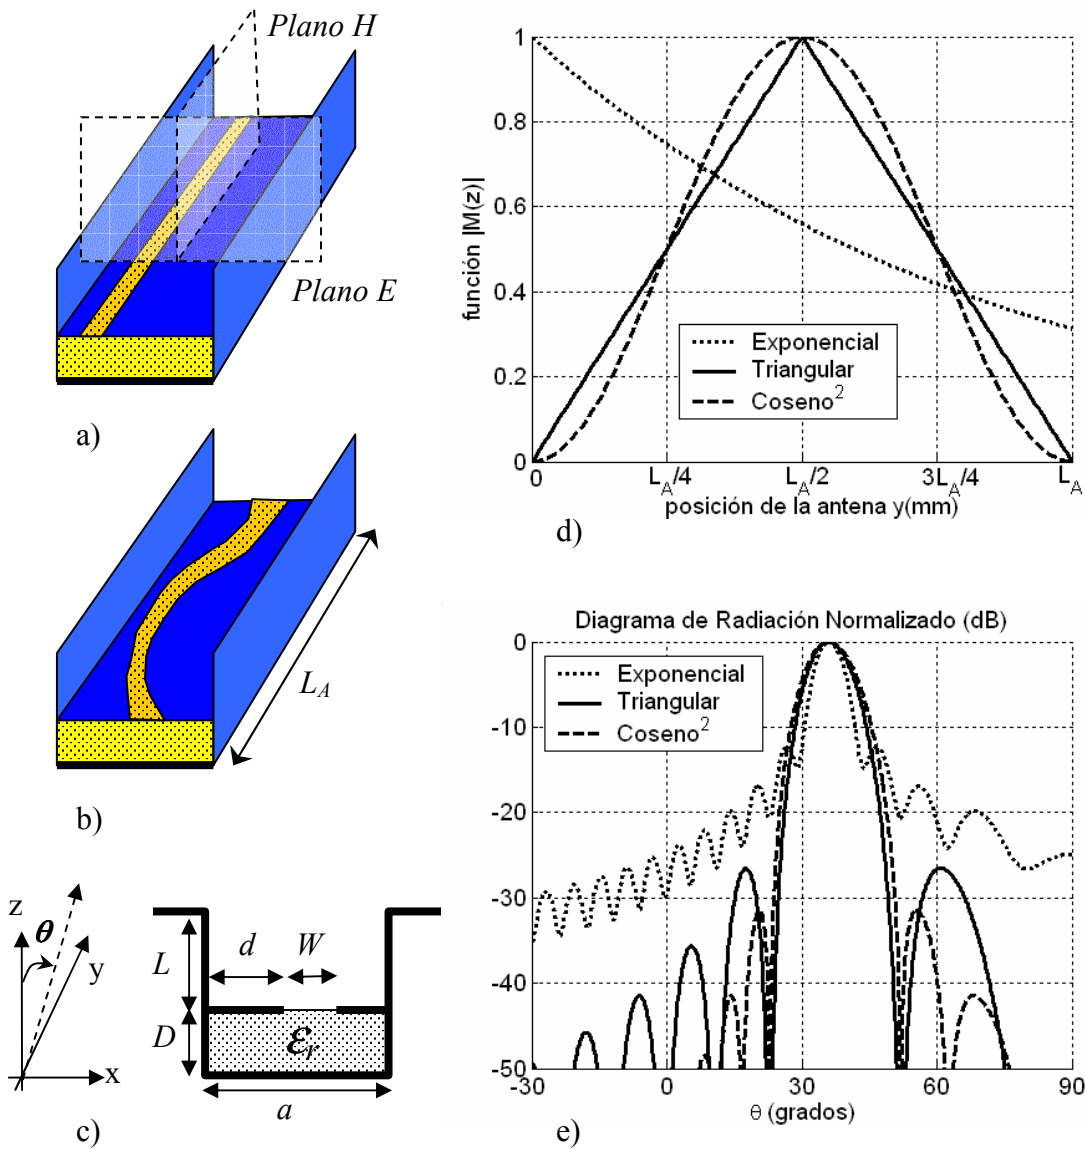 Plano H
Plano E
a)
L_A
b)
z
θ
y
x
L
d
W
D
ε_r
a
c)
1
0.8
0.6
0.4
0.2
0
función |M(z)|
Exponencial
Triangular
Coseno²
0
L_A/4
L_A/2
3L_A/4
L_A
posición de la antena y(mm)
d)
Diagrama de Radiación Normalizado (dB)
0
-10
-20
-30
-40
-50
Exponencial
Triangular
Coseno²
-30
0
30
60
90
θ (grados)
e)